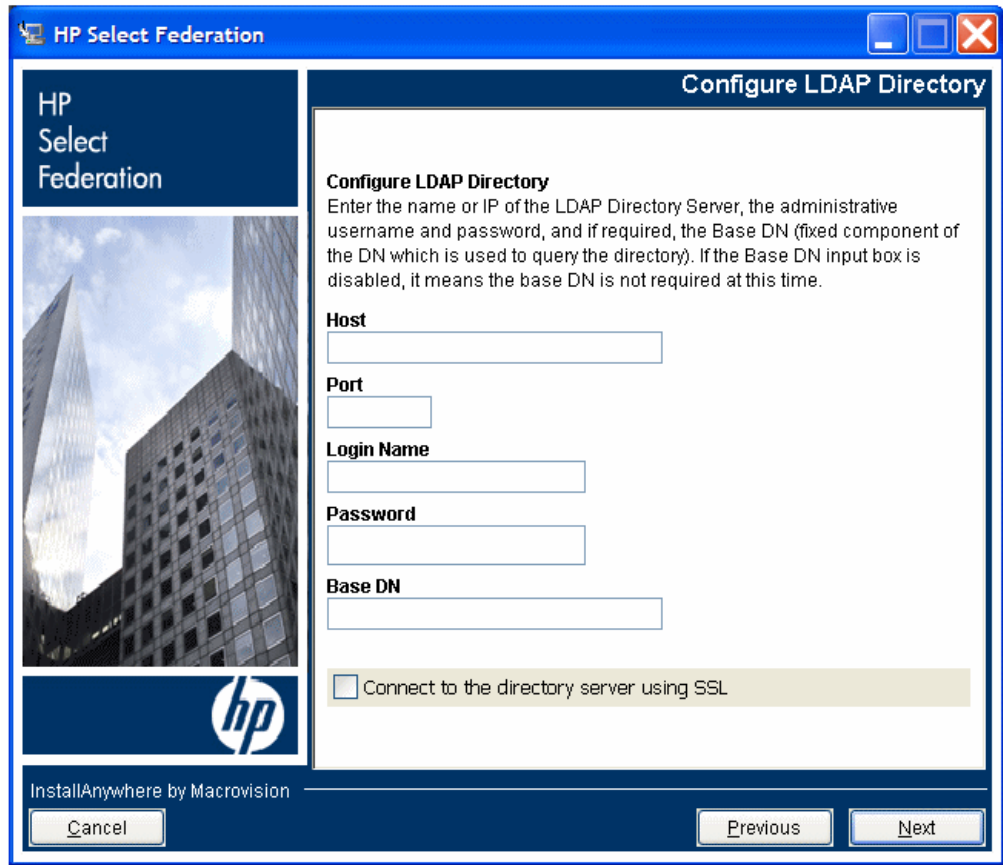 HP Select Federation
Configure LDAP Directory
HP
Select
Federation
Configure LDAP Directory
Enter the name or IP of the LDAP Directory Server, the administrative
username and password, and if required, the Base DN (fixed component of
the DN which is used to query the directory). If the Base DN input box is
disabled, it means the base DN is not required at this time.
Host
Port
Login Name
Password
Base DN
Connect to the directory server using SSL
hp
InstallAnywhere by Macrovision
Cancel
Previous
Next